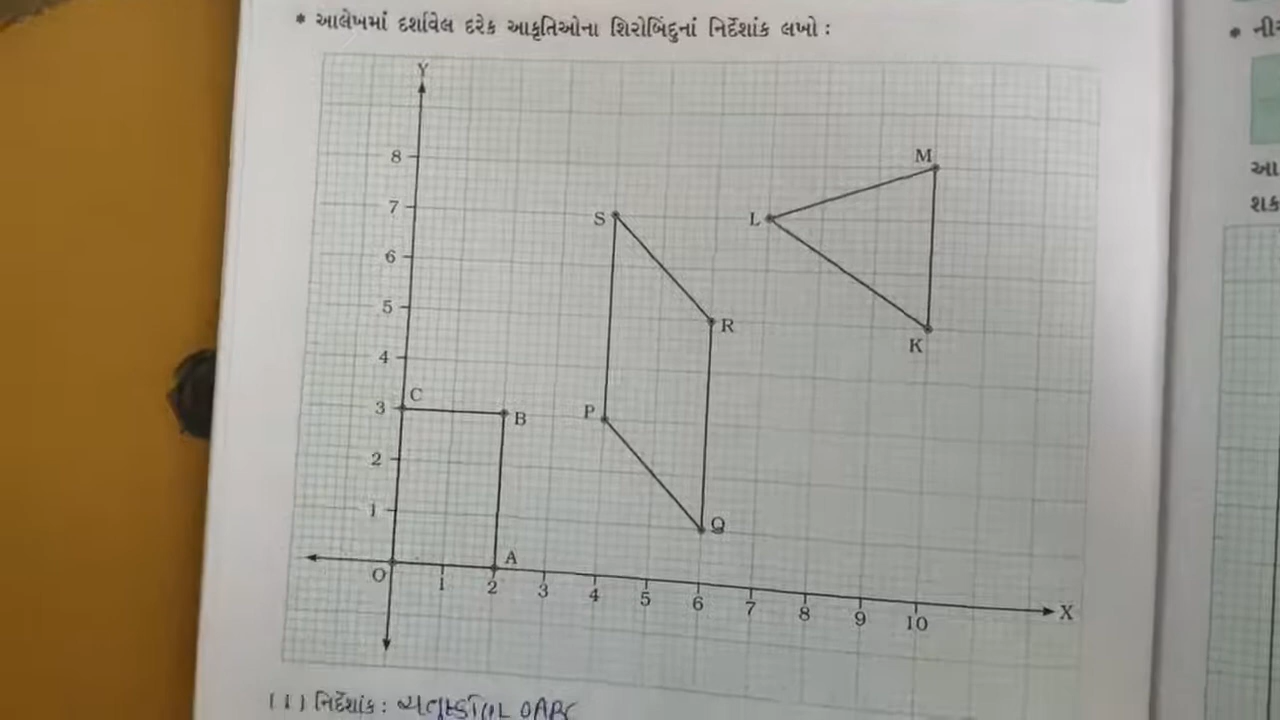 * આલેખમાં દર્શાવેલ દરેક આકૃતિઓના શિરોબિંદુનાં નિર્દેશાંક લખો :
• ની
Y
8
M
7
S
L
આ
શક
6
5
R
K
4
C
3
B
P
2
1
Q
A
O
1 2 3 4 5 6 7 8 9 10
X
(1) નિર્દેશાંક : OABC